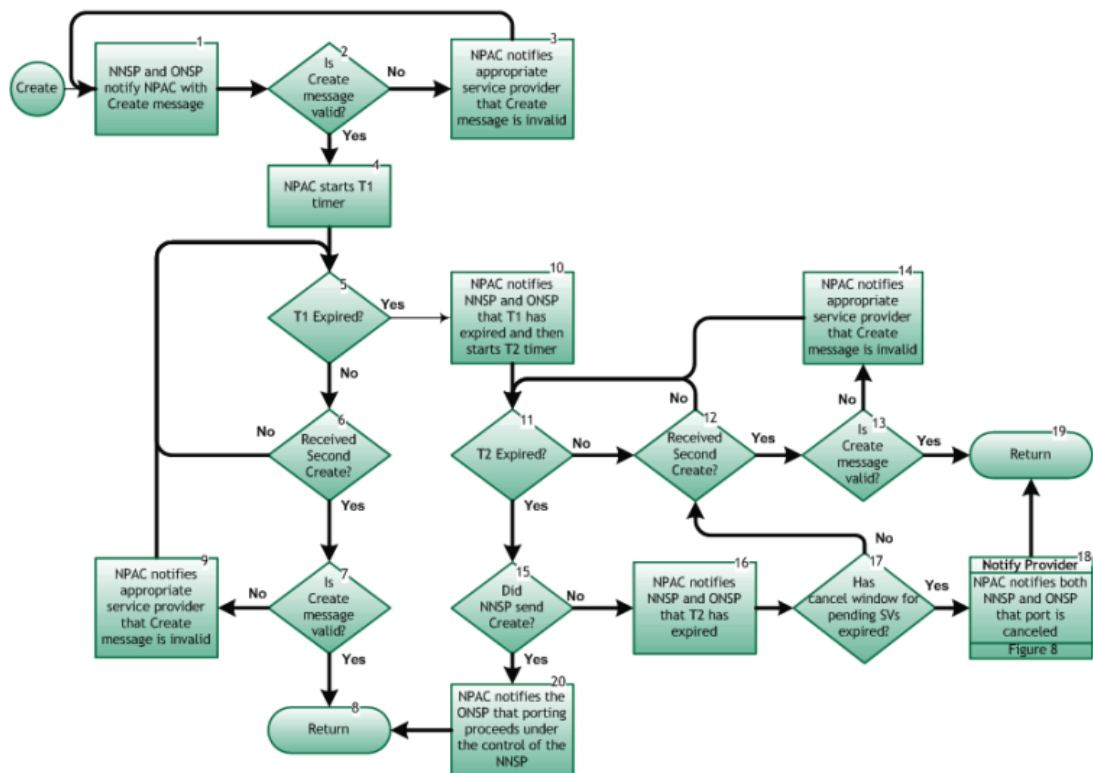 Create
1
NNSP and ONSP
notify NPAC with
Create message
2
Is
Create
message
valid?
No
Yes
3
NPAC notifies
appropriate
service provider
that Create
message is invalid
4
NPAC starts T1
timer
5
T1 Expired?
Yes
No
10
NPAC notifies
NNSP and ONSP
that T1 has
expired and then
starts T2 timer
14
NPAC notifies
appropriate
service provider
that Create
message is invalid
6
Received
Second
Create?
No
Yes
11
T2 Expired?
No
Yes
12
Received
Second
Create?
No
Yes
13
Is
Create
message
valid?
No
Yes
19
Return
9
NPAC notifies
appropriate
service provider
that Create
message is invalid
7
Is
Create
message
valid?
No
Yes
15
Did
NNSP send
Create?
No
Yes
16
NPAC notifies
NNSP and ONSP
that T2 has
expired
17
Has
cancel window for
pending SVs
expired?
No
Yes
18
Notify Provider
NPAC notifies both
NNSP and ONSP
that port is
canceled
Figure 8
8
Return
20
NPAC notifies the
ONSP that porting
proceeds under
the control of the
NNSP